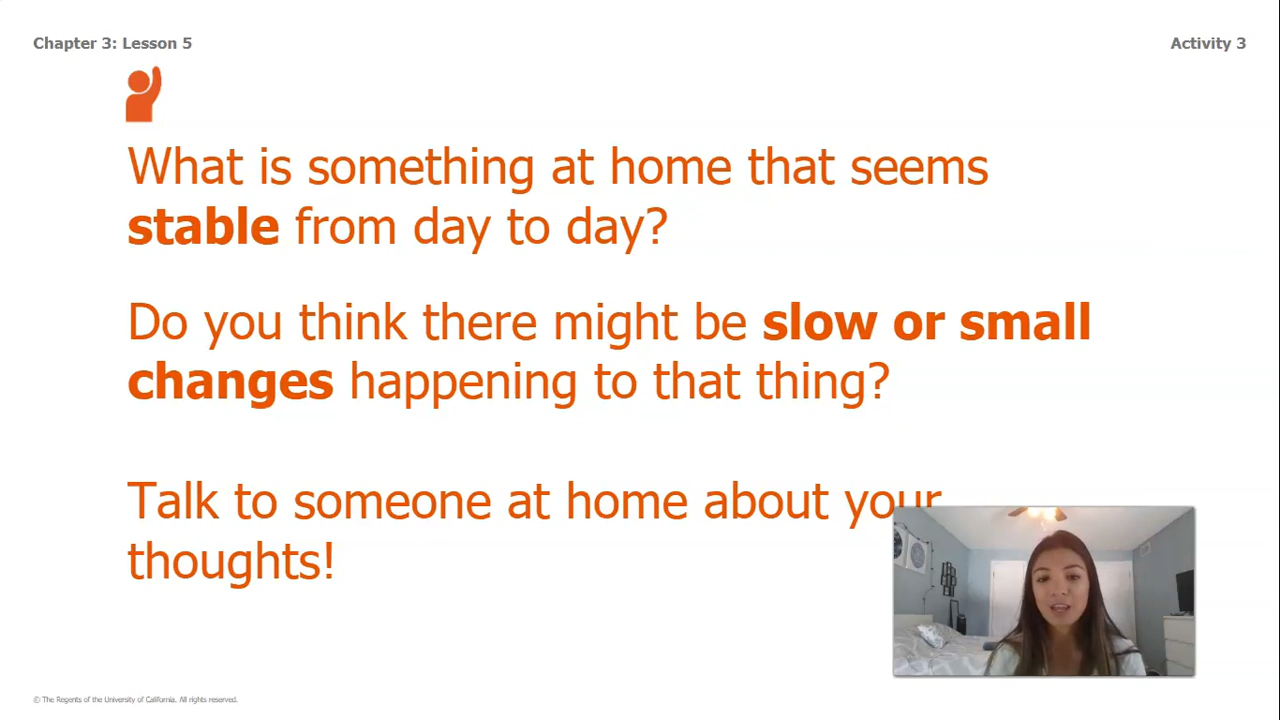 Chapter 3: Lesson 5
Activity 3
What is something at home that seems
stable from day to day?
Do you think there might be slow or small
changes happening to that thing?
Talk to someone at home about your
thoughts!
© The Regents of the University of California. All rights reserved.